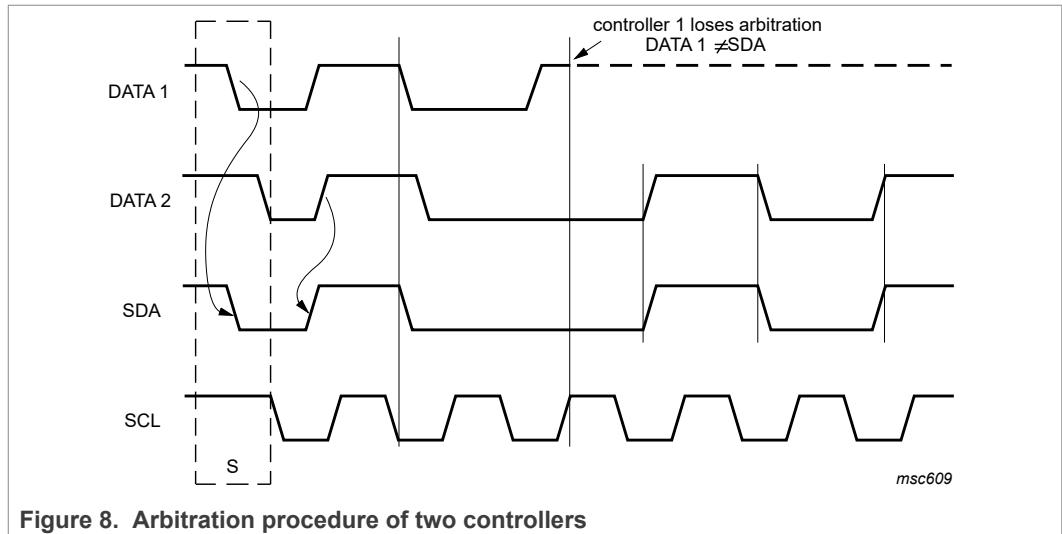 controller 1 loses arbitration
DATA 1 ≠SDA
DATA 1
DATA 2
SDA
SCL
S
msc609
Figure 8. Arbitration procedure of two controllers